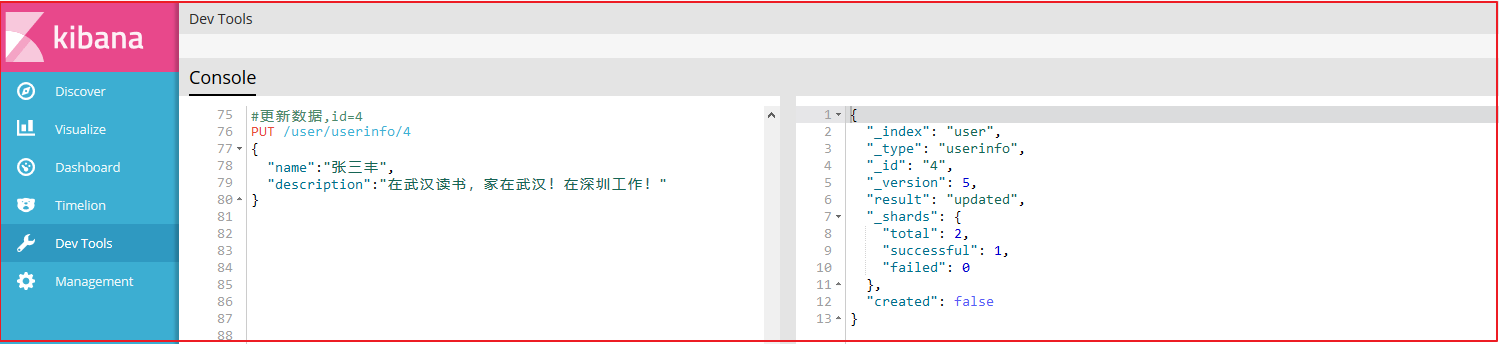 kibana
Discover
Visualize
Dashboard
Timelion
Dev Tools
Management
Dev Tools
Console
75 #更新数据,id=4
76 PUT /user/userinfo/4
77 {
78 "name":"张三丰",
79 "description":"在武汉读书，家在武汉！在深圳工作！"
80 }
81
82
83
84
85
86
87
88
1 {
2 "_index": "user",
3 "_type": "userinfo",
4 "_id": "4",
5 "_version": 5,
6 "result": "updated",
7 "_shards": {
8 "total": 2,
9 "successful": 1,
10 "failed": 0
11 },
12 "created": false
13 }